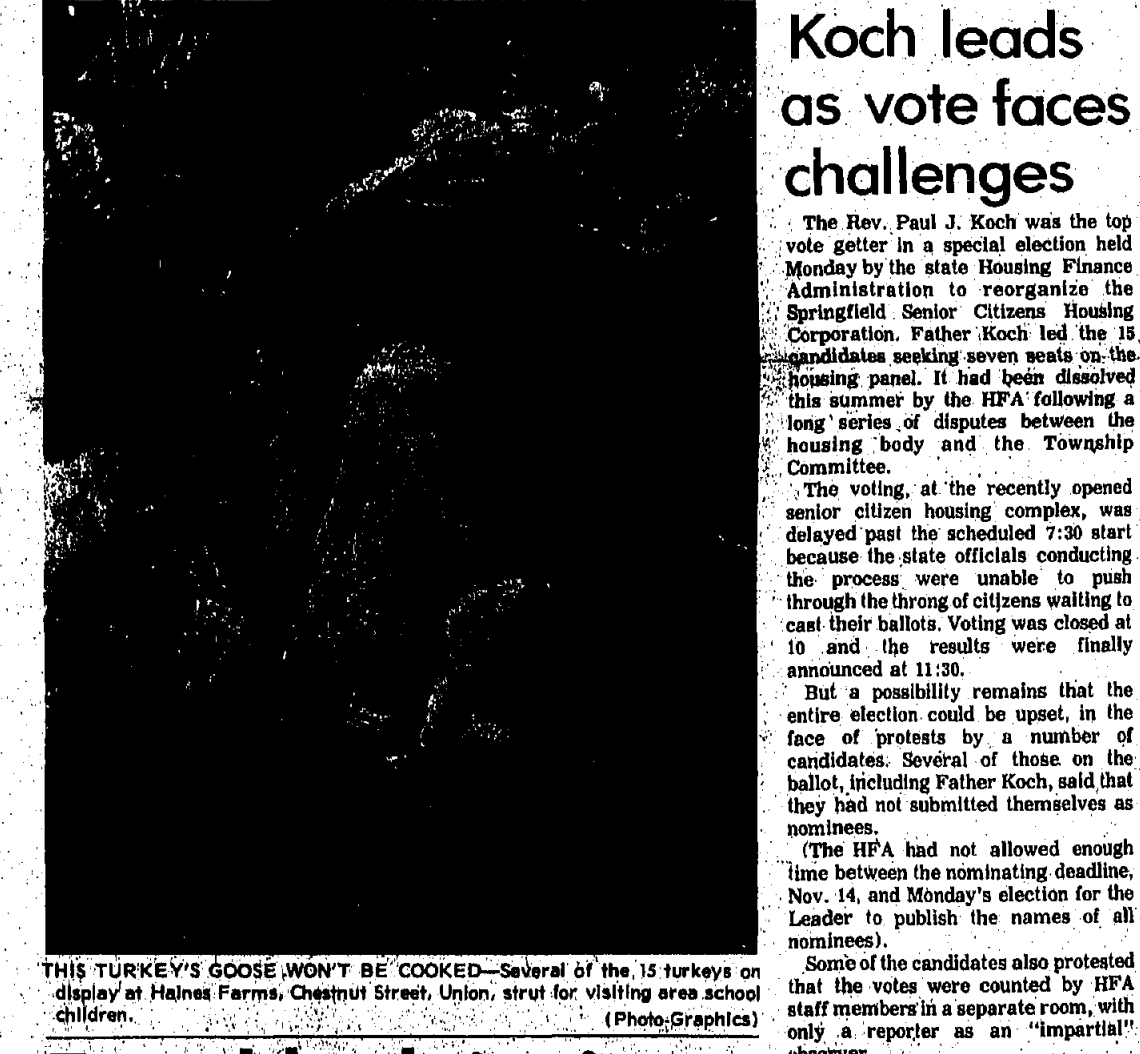 Koch leads
as vote faces
challenges
The Rev. Paul J. Koch was the top
vote getter in a special election held
Monday by the state Housing Finance
Administration to reorganize the
Springfield Senior Citizens Housing
Corporation. Father Koch led the 15
candidates seeking seven seats on the
housing panel. It had been dissolved
this summer by the HFA following a
long series of disputes between the
housing body and the Township
Committee.
The voting, at the recently opened
senior citizen housing complex, was
delayed past the scheduled 7:30 start
because the state officials conducting
the process were unable to push
through the throng of citizens waiting to
cast their ballots. Voting was closed at
10 and the results were finally
announced at 11:30.
But a possibility remains that the
entire election could be upset, in the
face of protests by a number of
candidates. Several of those on the
ballot, including Father Koch, said that
they had not submitted themselves as
nominees.
(The HFA had not allowed enough
time between the nominating deadline,
Nov. 14, and Monday's election for the
Leader to publish the names of all
nominees).
Some of the candidates also protested
that the votes were counted by HFA
staff members in a separate room, with
only a reporter as an "impartial"
THIS TURKEY'S GOOSE WON'T BE COOKED—Several of the 15 turkeys on
display at Haines Farms, Chestnut Street, Union, strut for visiting area school
children. (Photo-Graphics)